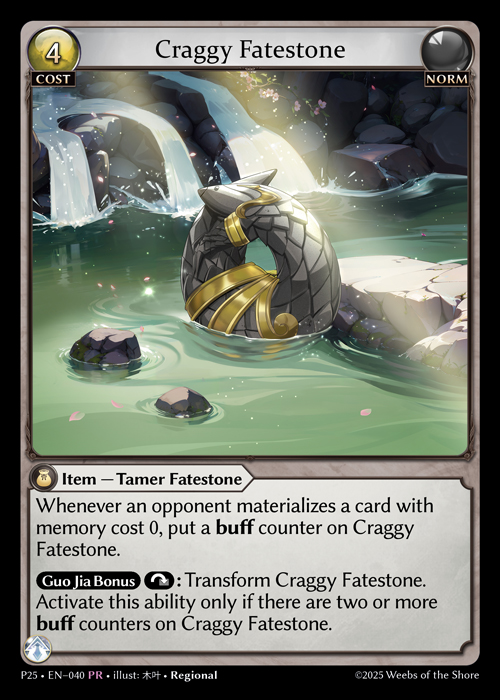 4
COST
Craggy Fatestone
NORM
Item — Tamer Fatestone
Whenever an opponent materializes a card with
memory cost 0, put a buff counter on Craggy
Fatestone.
Guo Jia Bonus : Transform Craggy Fatestone.
Activate this ability only if there are two or more
buff counters on Craggy Fatestone.
P25 • EN–040 PR • illust: 木叶 • Regional
©2025 Weebs of the Shore